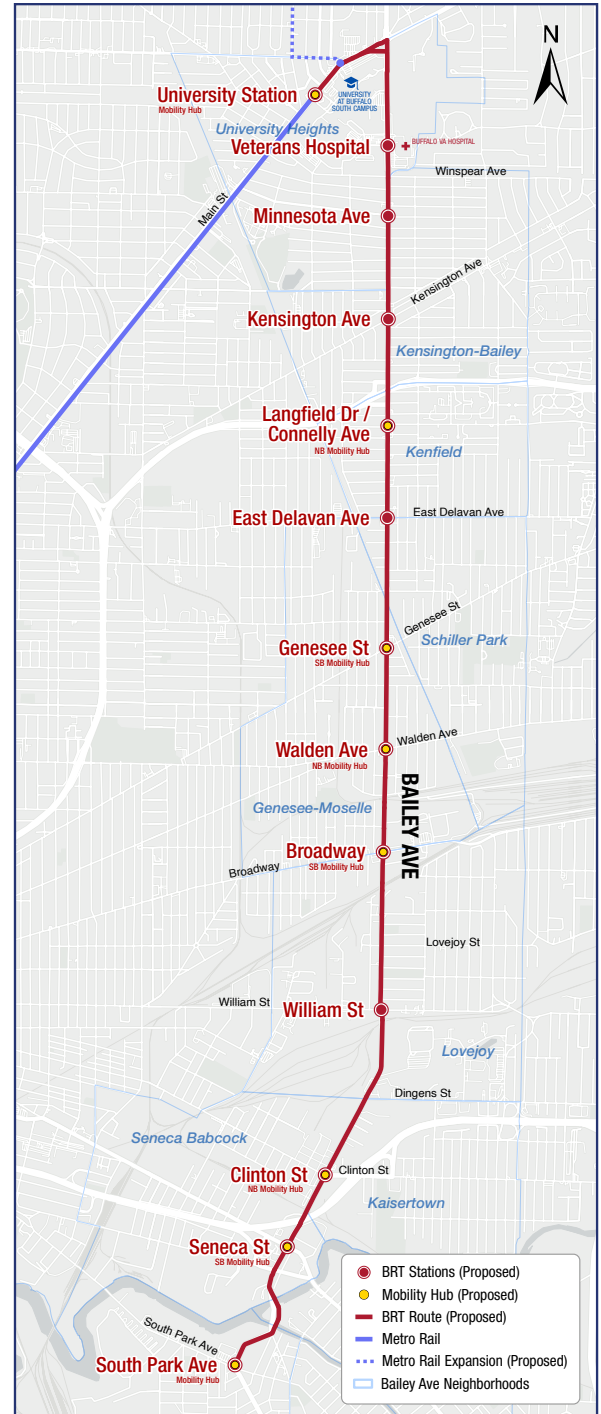 N
University Station
Mobility Hub
UNIVERSITY
AT BUFFALO
SOUTH CAMPUS
University Heights
Veterans Hospital
BUFFALO VA HOSPITAL
Winspear Ave
Main St
Minnesota Ave
Kensington Ave
Kensington Ave
Kensington-Bailey
Langfield Dr /
Connelly Ave
NB Mobility Hub
Kenfield
East Delavan Ave
East Delavan Ave
Genesee St
Genesee St
SB Mobility Hub
Schiller Park
Walden Ave
Walden Ave
NB Mobility Hub
BAILEY AVE
Genesee-Moselle
Broadway
SB Mobility Hub
Broadway
Lovejoy St
William St
William St
Lovejoy
Dingens St
Seneca Babcock
Clinton St
Clinton St
NB Mobility Hub
Kaisertown
Seneca St
SB Mobility Hub
South Park Ave
South Park Ave
Mobility Hub
BRT Stations (Proposed)
Mobility Hub (Proposed)
BRT Route (Proposed)
Metro Rail
Metro Rail Expansion (Proposed)
Bailey Ave Neighborhoods